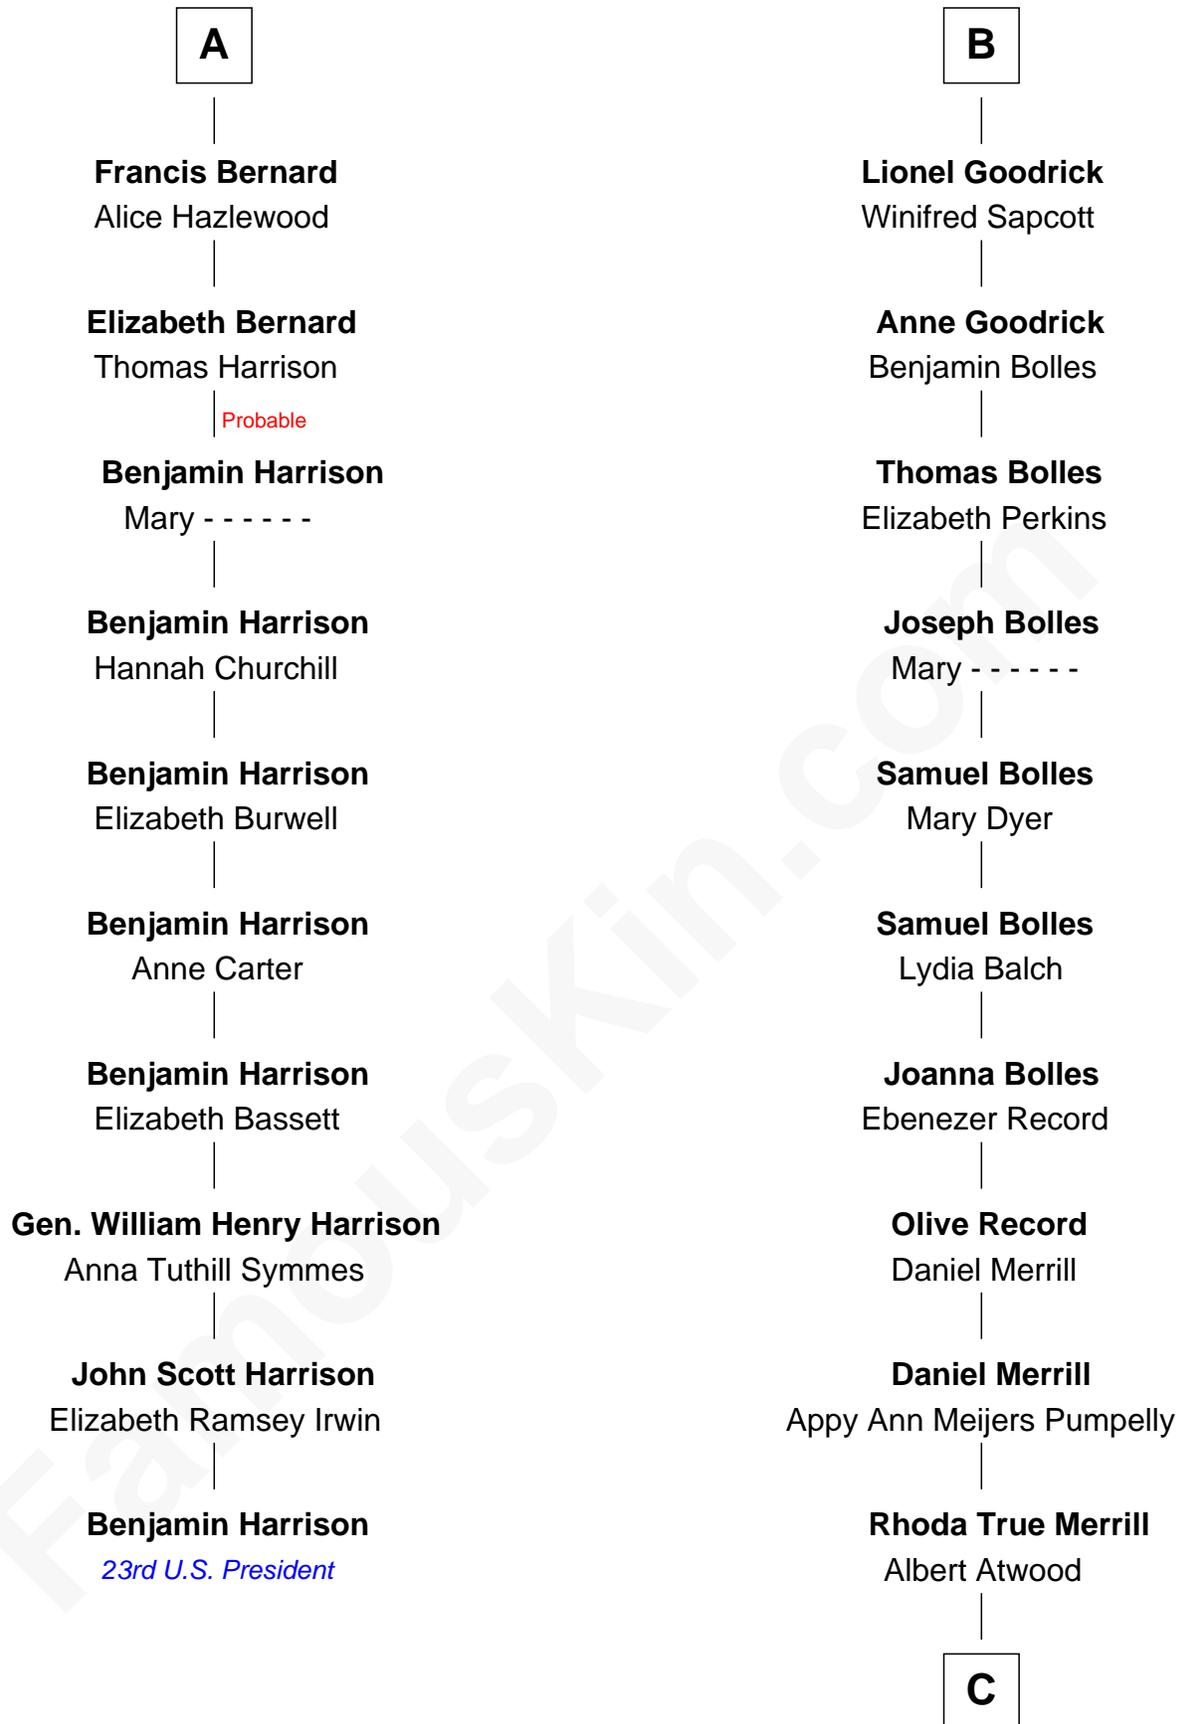 A
Francis Bernard
Alice Hazlewood
Elizabeth Bernard
Thomas Harrison
Probable
Benjamin Harrison
Mary - - - - - -
Benjamin Harrison
Hannah Churchill
Benjamin Harrison
Elizabeth Burwell
Benjamin Harrison
Anne Carter
Benjamin Harrison
Elizabeth Bassett
Gen. William Henry Harrison
Anna Tuthill Symmes
John Scott Harrison
Elizabeth Ramsey Irwin
Benjamin Harrison
23rd U.S. President
B
Lionel Goodrick
Winifred Sapcott
Anne Goodrick
Benjamin Bolles
Thomas Bolles
Elizabeth Perkins
Joseph Bolles
Mary - - - - - -
Samuel Bolles
Mary Dyer
Samuel Bolles
Lydia Balch
Joanna Bolles
Ebenezer Record
Olive Record
Daniel Merrill
Daniel Merrill
Appy Ann Meijers Pumpelly
Rhoda True Merrill
Albert Atwood
C
FamousKin.com